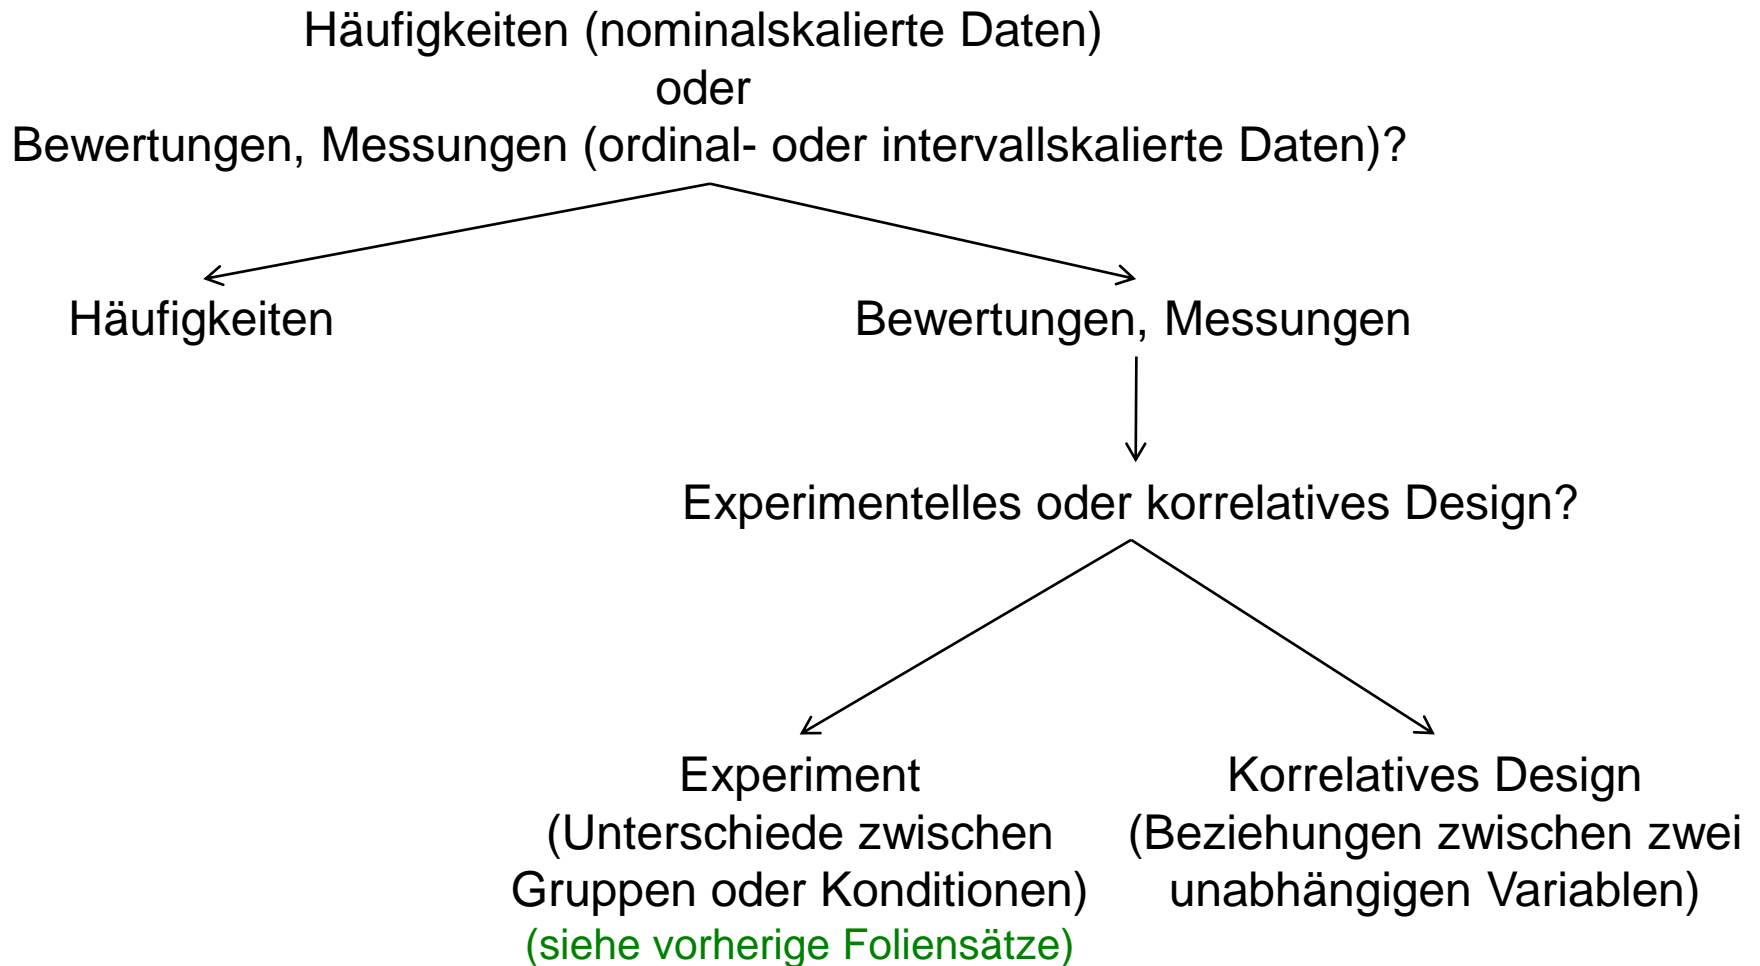 Häufigkeiten (nominalskalierte Daten)
oder
Bewertungen, Messungen (ordinal- oder intervallskalierte Daten)?
Häufigkeiten
Bewertungen, Messungen
Experimentelles oder korrelatives Design?
Experiment
(Unterschiede zwischen
Gruppen oder Konditionen)
(siehe vorherige Foliensätze)
Korrelatives Design
(Beziehungen zwischen zwei
unabhängigen Variablen)